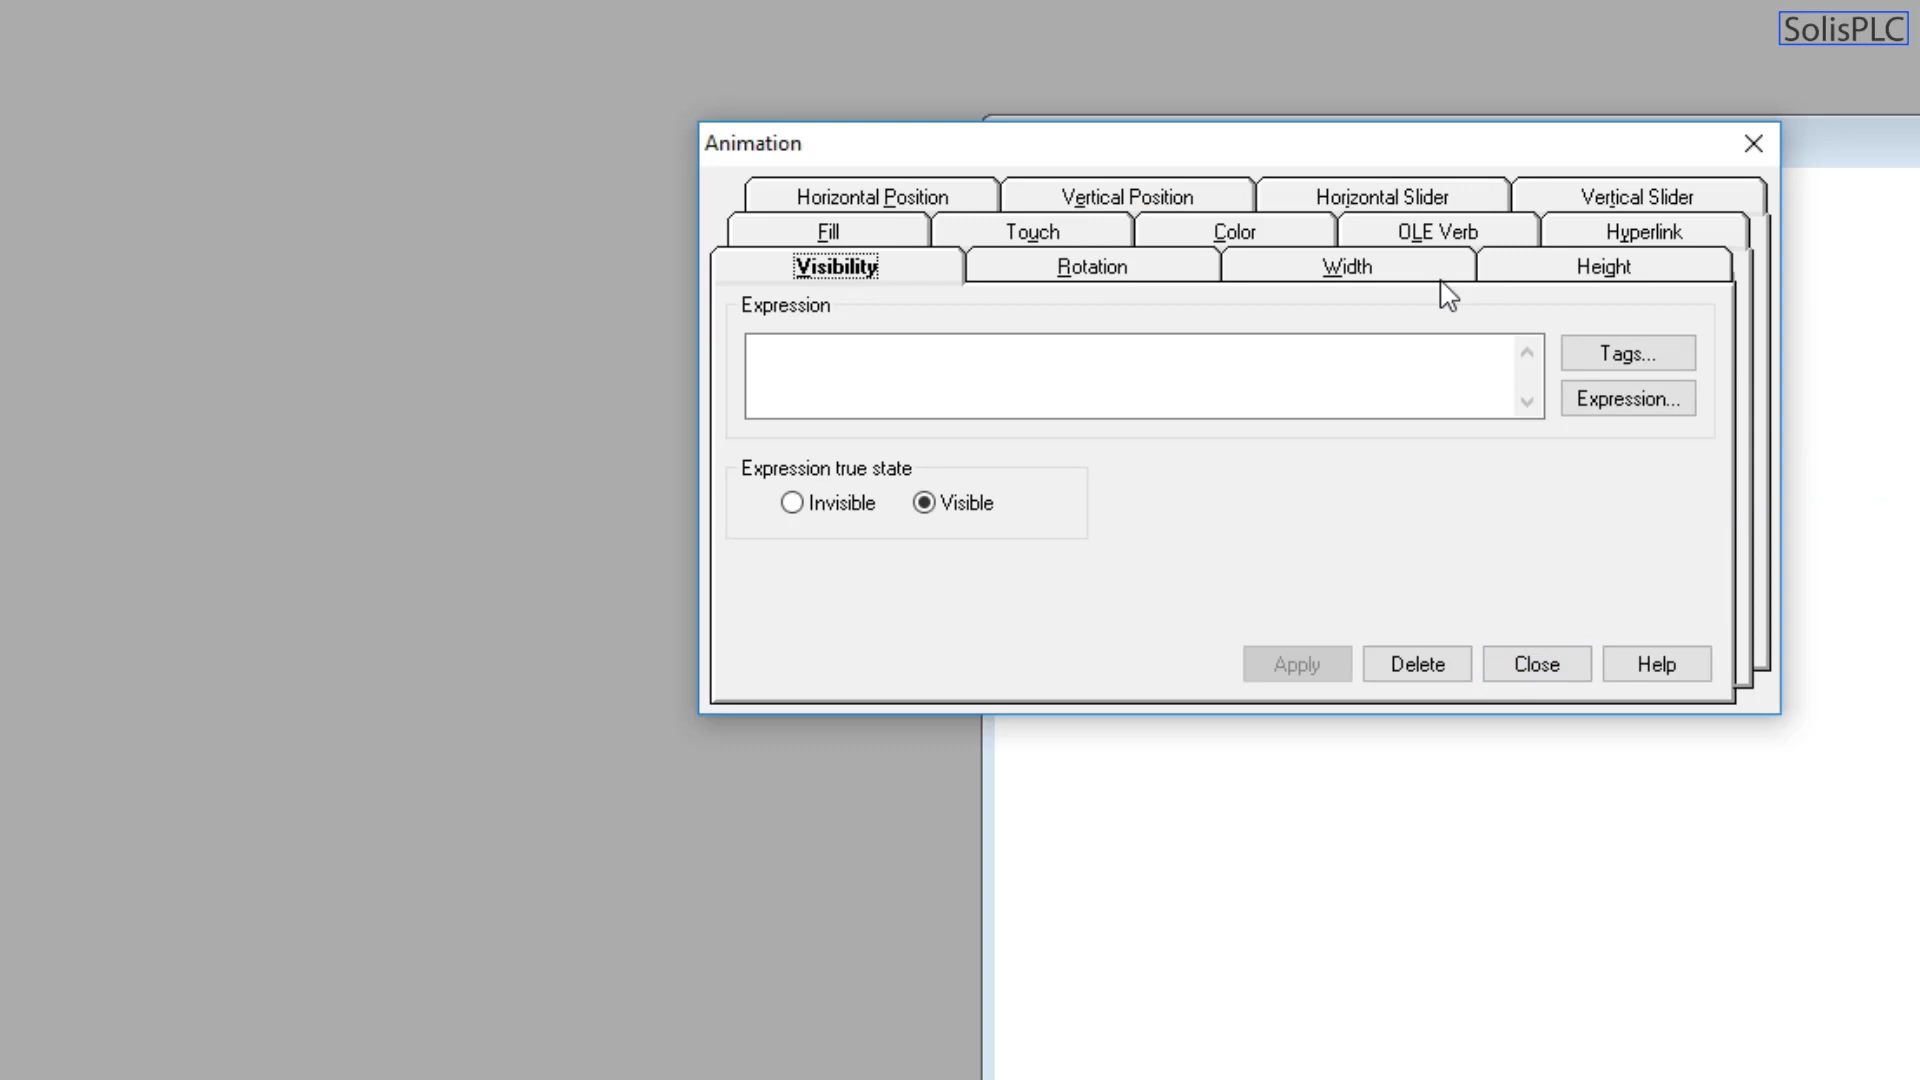 SolisPLC
Animation
Horizontal Position Vertical Position Horizontal Slider Vertical Slider
Fill Touch Color OLE Verb Hyperlink
Visibility Rotation Width Height
Expression
Tags...
Expression...
Expression true state
Invisible Visible
Apply Delete Close Help